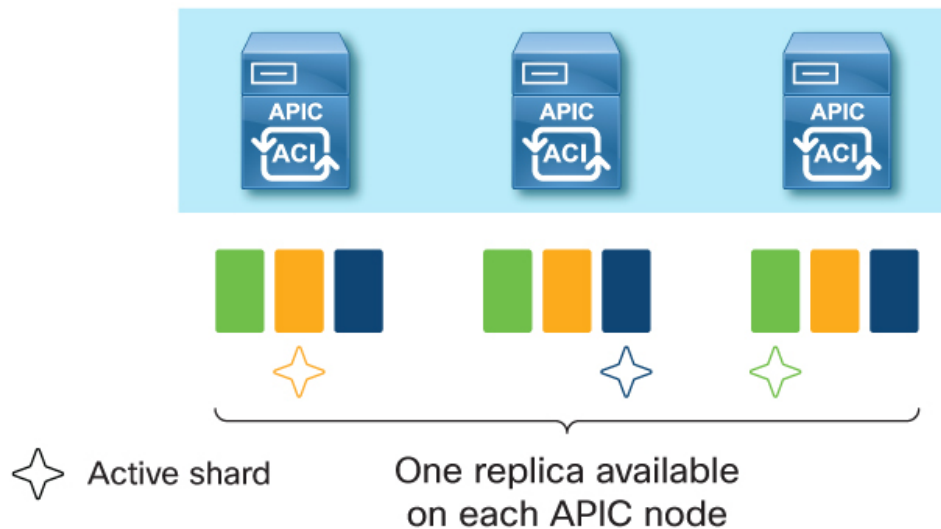 APIC
ACI
APIC
ACI
APIC
ACI
Active shard
One replica available
on each APIC node